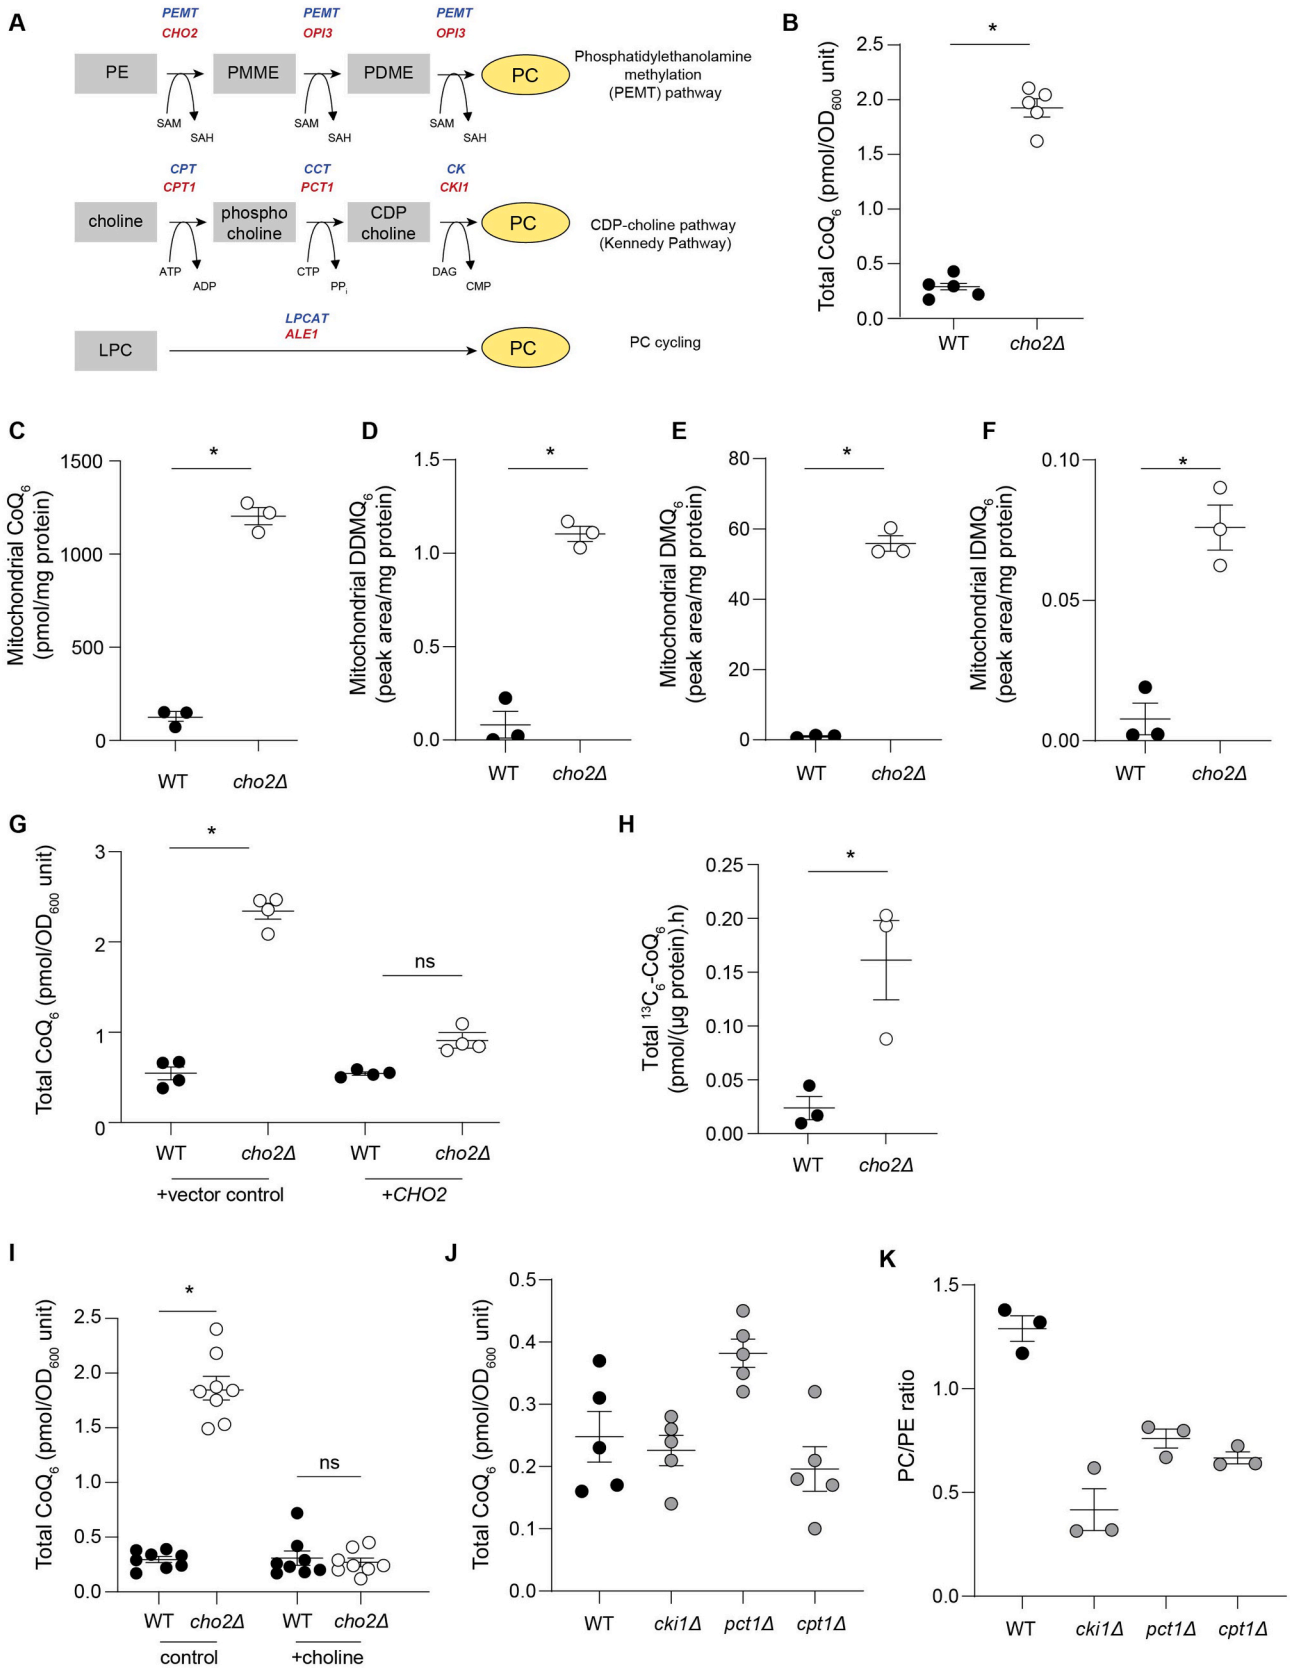 A
PEMT
CHO2
PEMT
OPI3
PEMT
OPI3
PE
PMME
PDME
PC
Phosphatidylethanolamine
methylation
(PEMT) pathway
SAM
SAH
SAM
SAH
SAM
SAH
CPT
CPT1
CCT
PCT1
CK
CKI1
choline
phospho
choline
CDP
choline
PC
CDP-choline pathway
(Kennedy Pathway)
ATP
ADP
CTP
PPi
DAG
CMP
LPCAT
ALE1
LPC
PC
PC cycling
B
Total CoQ6 (pmol/OD600 unit)
2.5
2.0
1.5
1.0
0.5
0.0
*
WT
cho2Δ
C
Mitochondrial CoQ6
(pmol/mg protein)
1500
1000
500
0
*
WT
cho2Δ
D
Mitochondrial DDMQ6
(peak area/mg protein)
1.5
1.0
0.5
0.0
*
WT
cho2Δ
E
Mitochondrial DMQ6
(peak area/mg protein)
80
60
40
20
0
*
WT
cho2Δ
F
Mitochondrial IDMQ6
(peak area/mg protein)
0.10
0.05
0.00
*
WT
cho2Δ
G
Total CoQ6 (pmol/OD600 unit)
3
2
1
0
*
ns
WT
cho2Δ
WT
cho2Δ
+vector control
+CHO2
H
Total 13C6-CoQ6
(pmol/(µg protein).h)
0.25
0.20
0.15
0.10
0.05
0.00
*
WT
cho2Δ
I
Total CoQ6 (pmol/OD600 unit)
2.5
2.0
1.5
1.0
0.5
0.0
*
ns
WT
cho2Δ
WT
cho2Δ
control
+choline
J
Total CoQ6 (pmol/OD600 unit)
0.5
0.4
0.3
0.2
0.1
0.0
WT
cki1Δ
pct1Δ
cpt1Δ
K
PC/PE ratio
1.5
1.0
0.5
0.0
WT
cki1Δ
pct1Δ
cpt1Δ